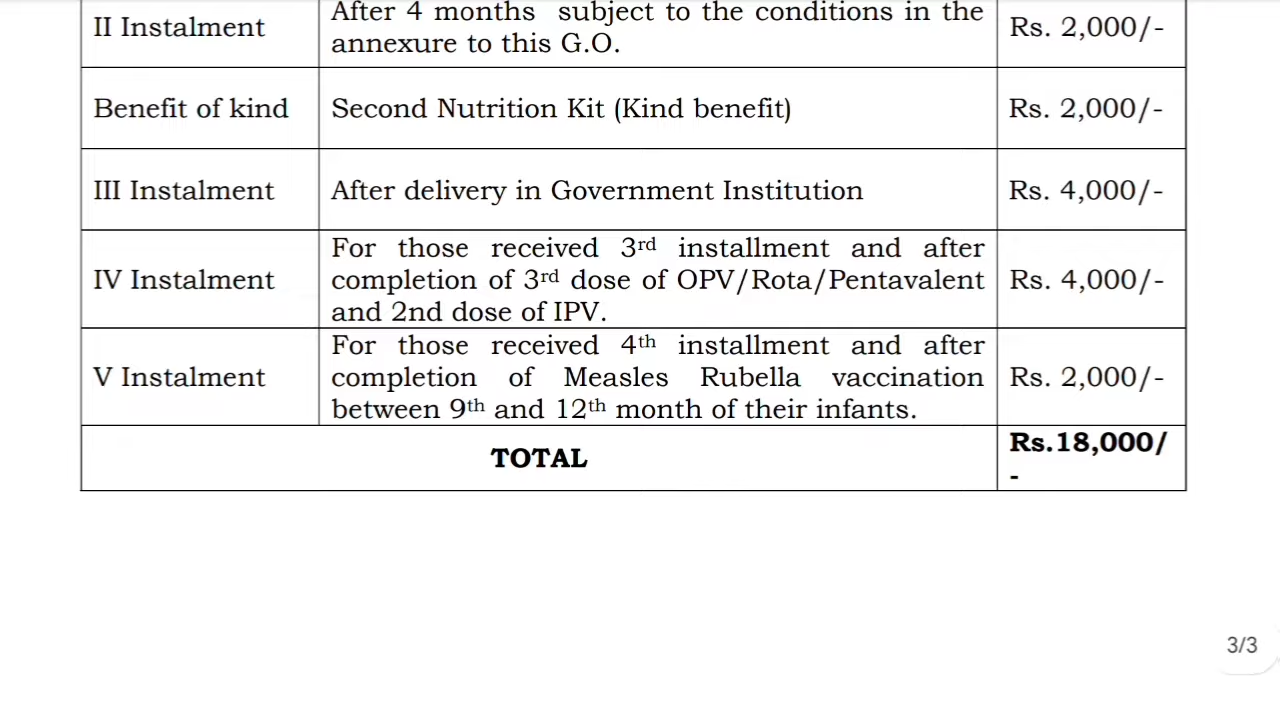 II Instalment
After 4 months subject to the conditions in the
annexure to this G.O.
Rs. 2,000/-
Benefit of kind
Second Nutrition Kit (Kind benefit)
Rs. 2,000/-
III Instalment
After delivery in Government Institution
Rs. 4,000/-
IV Instalment
For those received 3rd installment and after
completion of 3rd dose of OPV/Rota/Pentavalent
and 2nd dose of IPV.
Rs. 4,000/-
V Instalment
For those received 4th installment and after
completion of Measles Rubella vaccination
between 9th and 12th month of their infants.
Rs. 2,000/-
TOTAL
Rs.18,000/
-
3/3